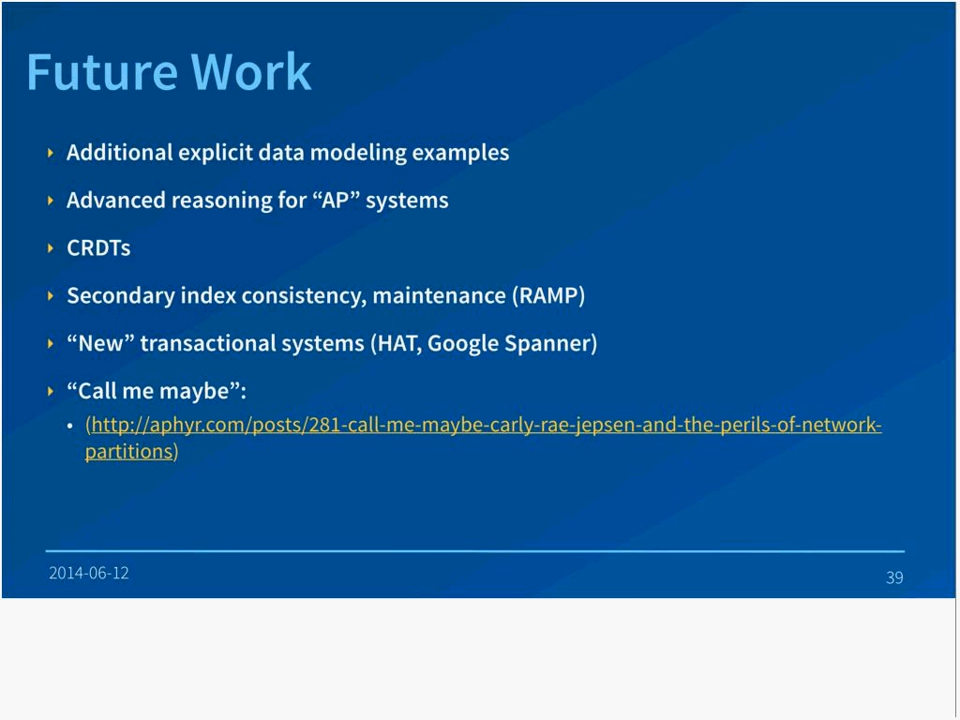 Future Work
Additional explicit data modeling examples
Advanced reasoning for “AP” systems
CRDTs
Secondary index consistency, maintenance (RAMP)
“New” transactional systems (HAT, Google Spanner)
“Call me maybe”:
(http://aphyr.com/posts/281-call-me-maybe-carly-rae-jepsen-and-the-perils-of-network-
partitions)
2014-06-12
39